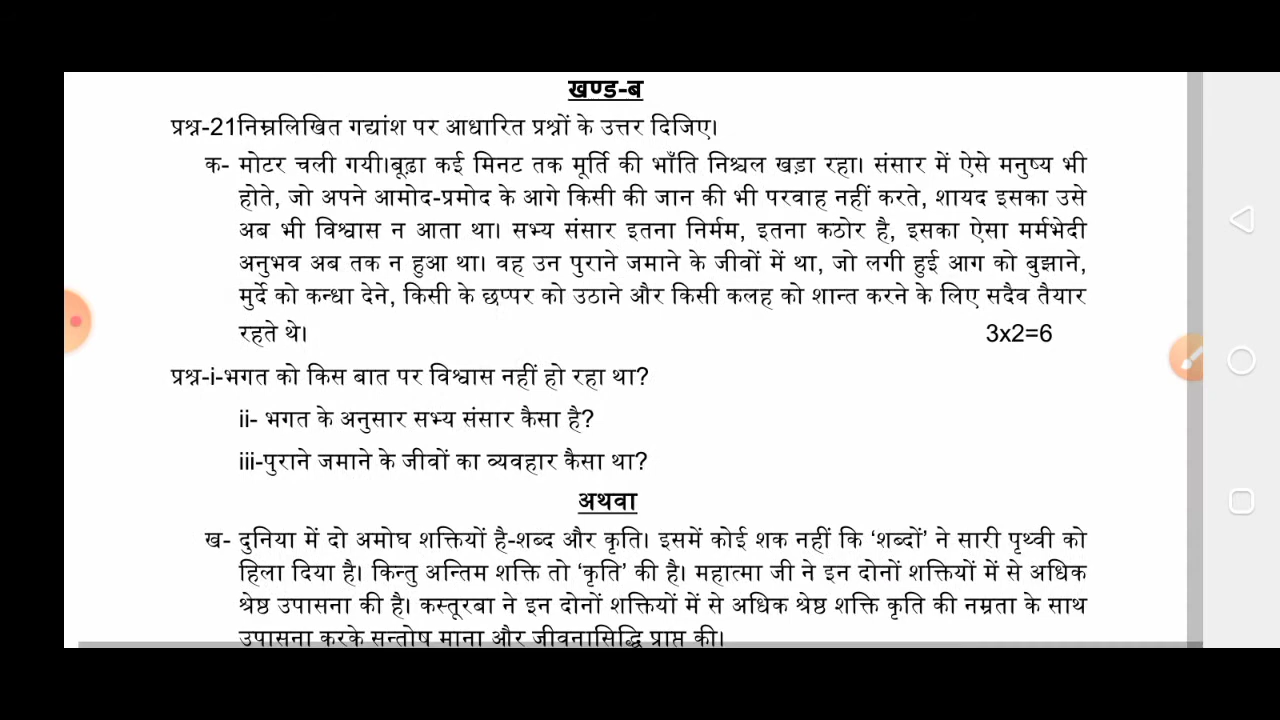 खण्ड-ब
प्रश्न-21निम्नलिखित गद्यांश पर आधारित प्रश्नों के उत्तर दिजिए।
क- मोटर चली गयी।बूढ़ा कई मिनट तक मूर्ति की भाँति निश्चल खड़ा रहा। संसार में ऐसे मनुष्य भी
होते, जो अपने आमोद-प्रमोद के आगे किसी की जान की भी परवाह नहीं करते, शायद इसका उसे
अब भी विश्वास न आता था। सभ्य संसार इतना निर्मम, इतना कठोर है, इसका ऐसा मर्मभेदी
अनुभव अब तक न हुआ था। वह उन पुराने जमाने के जीवों में था, जो लगी हुई आग को बुझाने,
मुर्दे को कन्धा देने, किसी के छप्पर को उठाने और किसी कलह को शान्त करने के लिए सदैव तैयार
रहते थे। 3x2=6
प्रश्न-i-भगत को किस बात पर विश्वास नहीं हो रहा था?
ii- भगत के अनुसार सभ्य संसार कैसा है?
iii-पुराने जमाने के जीवों का व्यवहार कैसा था?
अथवा
ख- दुनिया में दो अमोघ शक्तियों है-शब्द और कृति। इसमें कोई शक नहीं कि ‘शब्दों’ ने सारी पृथ्वी को
हिला दिया है। किन्तु अन्तिम शक्ति तो ‘कृति’ की है। महात्मा जी ने इन दोनों शक्तियों में से अधिक
श्रेष्ठ उपासना की है। कस्तूरबा ने इन दोनों शक्तियों में से अधिक श्रेष्ठ शक्ति कृति की नम्रता के साथ
उपासना करके सन्तोष माना और जीवनासिद्धि प्राप्त की।